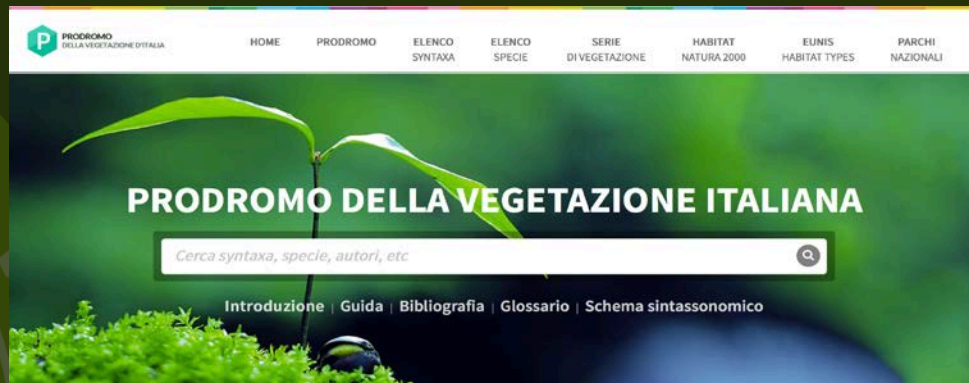 PRODROMO
DELLA VEGETAZIONE D'ITALIA
HOME
PRODROMO
ELENCO
SYNTAXA
ELENCO
SPECIE
SERIE
DI VEGETAZIONE
HABITAT
NATURA 2000
EUNIS
HABITAT TYPES
PARCHI
NAZIONALI
PRODROMO DELLA VEGETAZIONE ITALIANA
Cerca syntaxa, specie, autori, etc
Introduzione | Guida | Bibliografia | Glossario | Schema sintassonomico